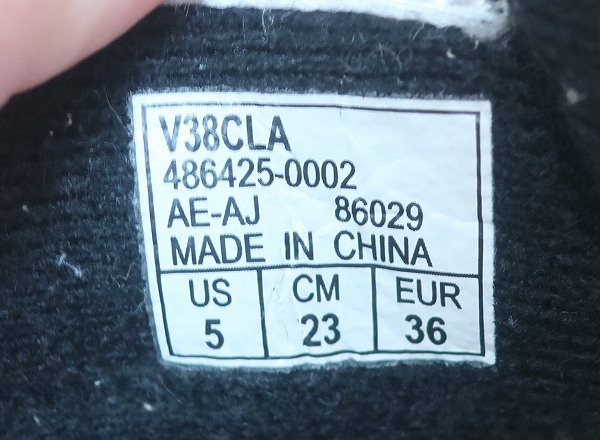 V38CLA
486425-0002
AE-AJ 86029
MADE IN CHINA
US CM EUR
5 23 36